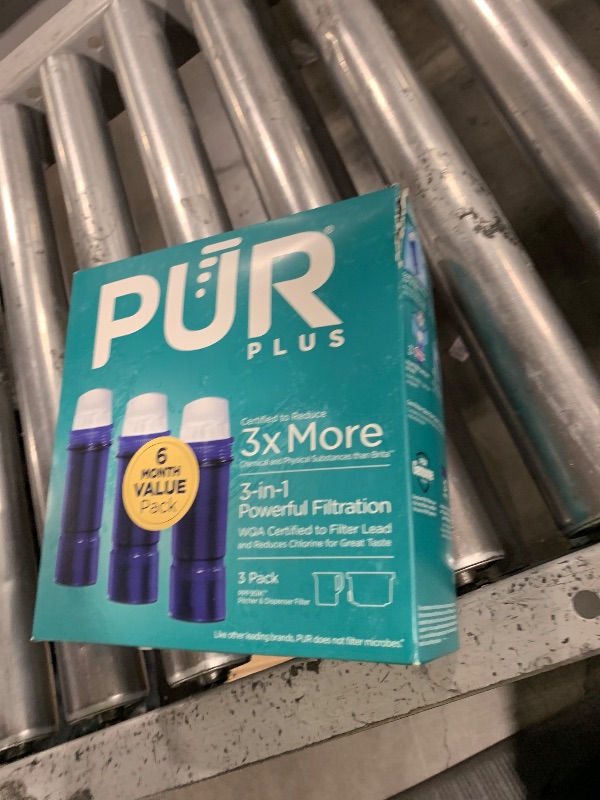 PŪR®
PLUS
Certified to Reduce
3x More
Chemical and Physical Substances than Brita™
3-in-1
Powerful Filtration
WQA Certified to Filter Lead
and Reduces Chlorine for Great Taste
6
MONTH
VALUE
Pack
3 Pack
Pitcher & Dispenser Filter
Like other leading brands, PUR does not filter microbes.